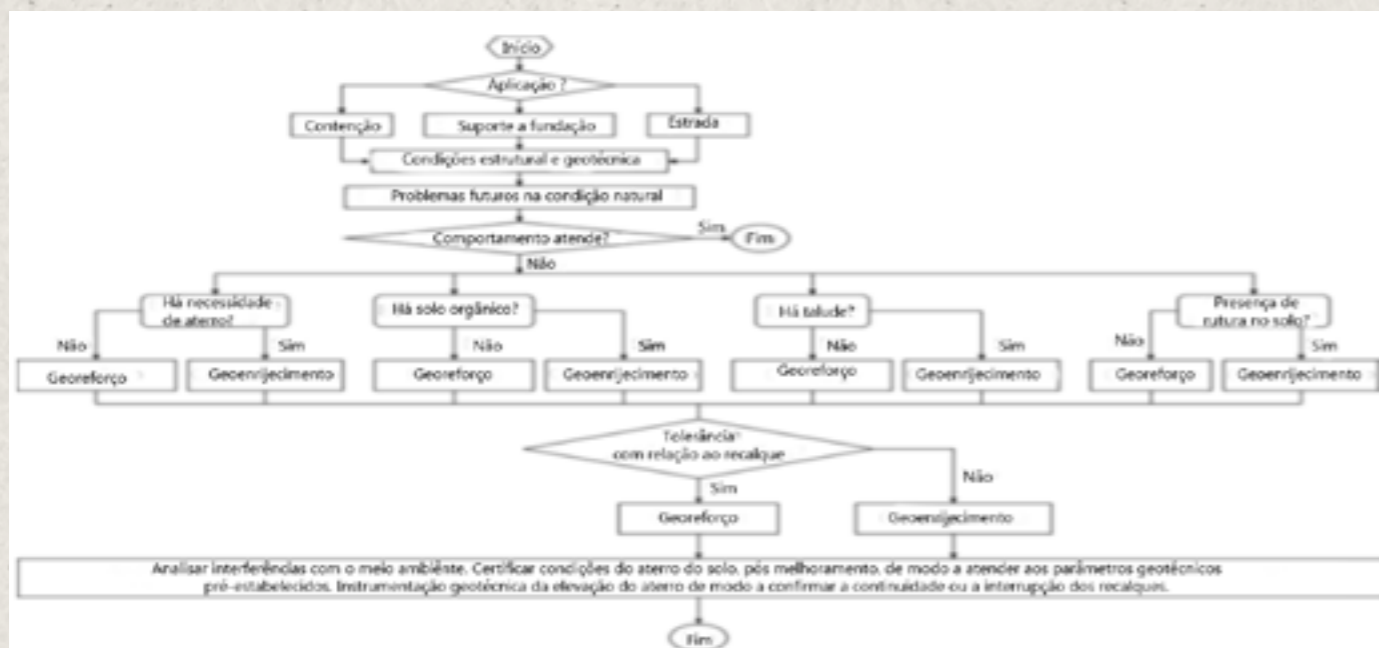 Início
Aplicação ?
Contenção
Suporte a fundação
Estrada
Condições estrutural e geotécnica
Problemas futuros na condição natural
Comportamento atende?
Sim
Fim
Não
Há necessidade
de aterro?
Há solo orgânico?
Há talude?
Presença de
rutura no solo?
Não
Sim
Não
Sim
Não
Sim
Não
Sim
Georeforço
Geoenrijecimento
Georeforço
Geoenrijecimento
Georeforço
Geoenrijecimento
Georeforço
Geoenrijecimento
Tolerância
com relação ao recalque
Não
Sim
Georeforço
Geoenrijecimento
Analisar interferências com o meio ambiênte. Certificar condições do aterro do solo, pós melhoramento, de modo a atender aos parâmetros geotécnicos
pré-estabelecidos. Instrumentação geotécnica da elevação do aterro de modo a confirmar a continuidade ou a interrupção dos recalques.
Fim